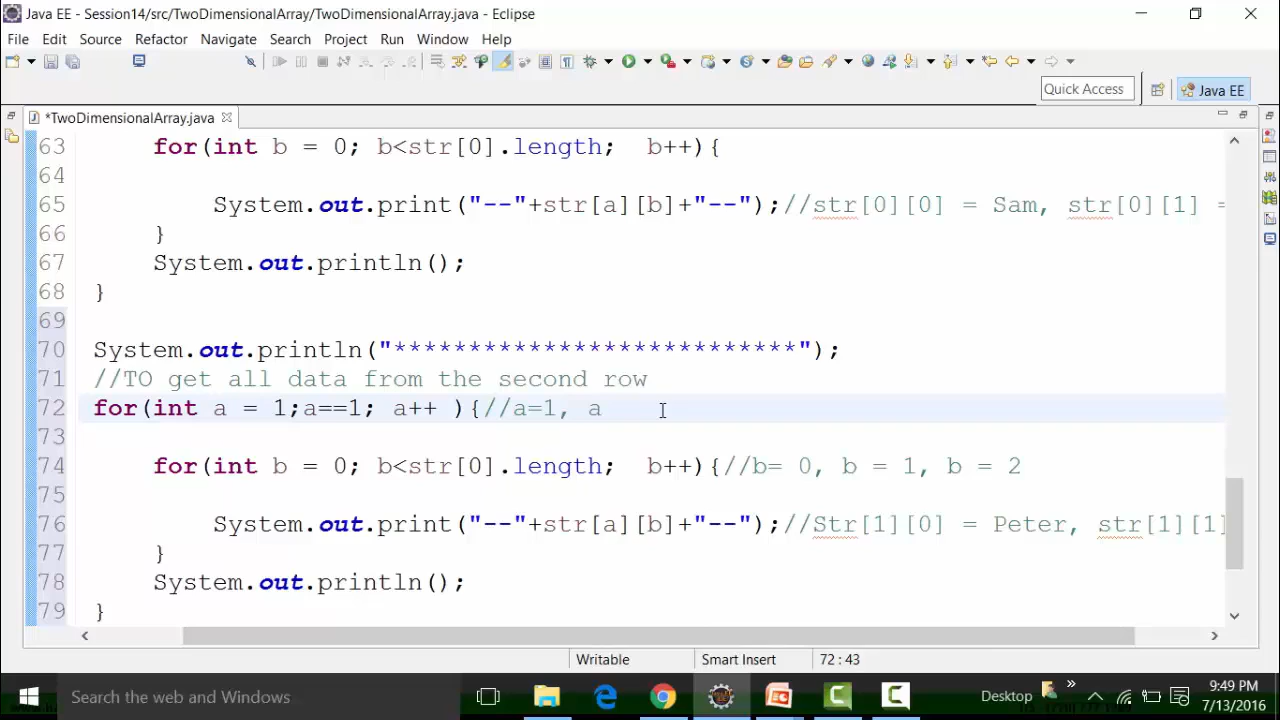 Java EE - Session14/src/TwoDimensionalArray/TwoDimensionalArray.java - Eclipse
File Edit Source Refactor Navigate Search Project Run Window Help
Quick Access Java EE
*TwoDimensionalArray.java
63 for(int b = 0; b<str[0].length; b++){
64
65 System.out.print("--"+str[a][b]+"--");//str[0][0] = Sam, str[0][1] =
66 }
67 System.out.println();
68 }
69
70 System.out.println("***************************");
71 //TO get all data from the second row
72 for(int a = 1;a==1; a++ ){//a=1, a
73
74 for(int b = 0; b<str[0].length; b++){//b= 0, b = 1, b = 2
75
76 System.out.print("--"+str[a][b]+"--");//Str[1][0] = Peter, str[1][1]
77 }
78 System.out.println();
79 }
Writable Smart Insert 72 : 43
Search the web and Windows Desktop 9:49 PM
7/13/2016